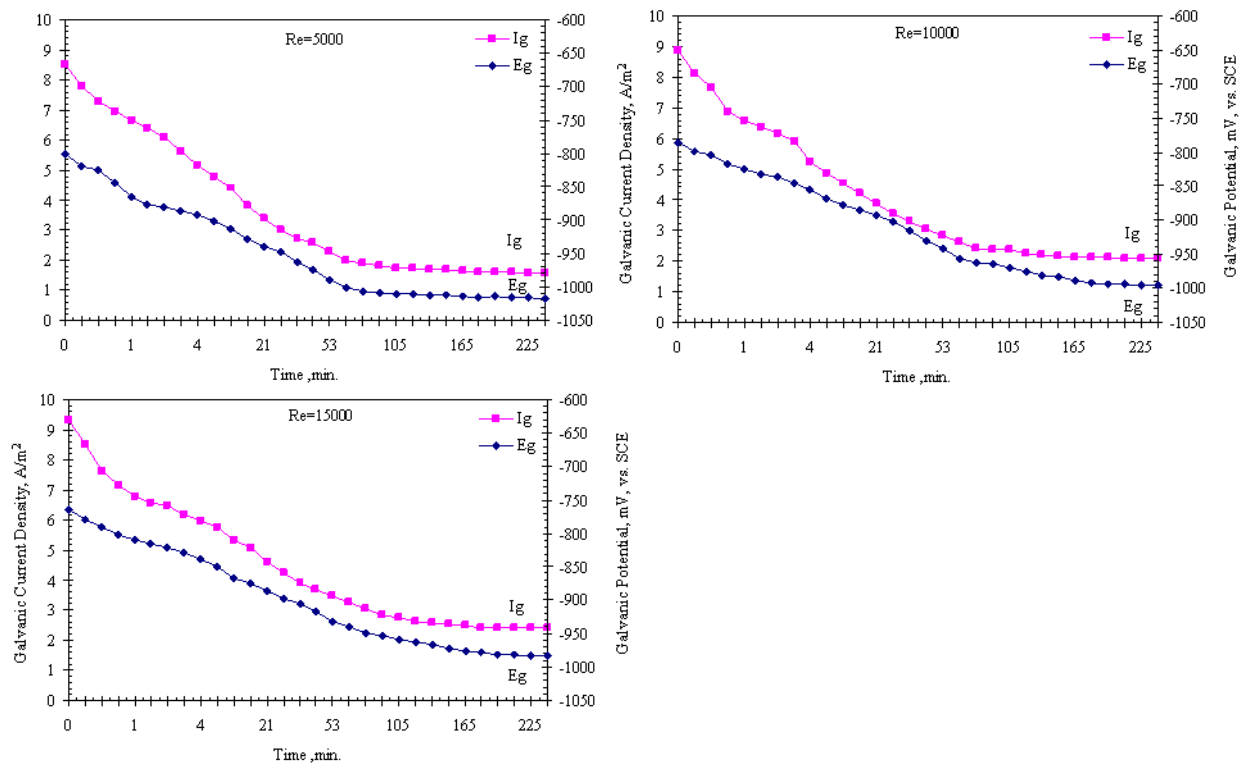 Re=5000
Ig
Eg
10
9
8
7
6
5
4
3
2
1
0
-600
-650
-700
-750
-800
-850
-900
-950
-1000
-1050
Ig
Eg
0 1 4 21 53 105 165 225
Time ,min.
Re=10000
Ig
Eg
Galvanic Current Density, A/m²
10
9
8
7
6
5
4
3
2
1
0
-600
-650
-700
-750
-800
-850
-900
-950
-1000
-1050
Galvanic Potential, mV, vs. SCE
Ig
Eg
0 1 4 21 53 105 165 225
Time ,min.
Re=15000
Ig
Eg
Galvanic Current Density, A/m²
10
9
8
7
6
5
4
3
2
1
0
-600
-650
-700
-750
-800
-850
-900
-950
-1000
-1050
Galvanic Potential, mV, vs. SCE
Ig
Eg
0 1 4 21 53 105 165 225
Time ,min.